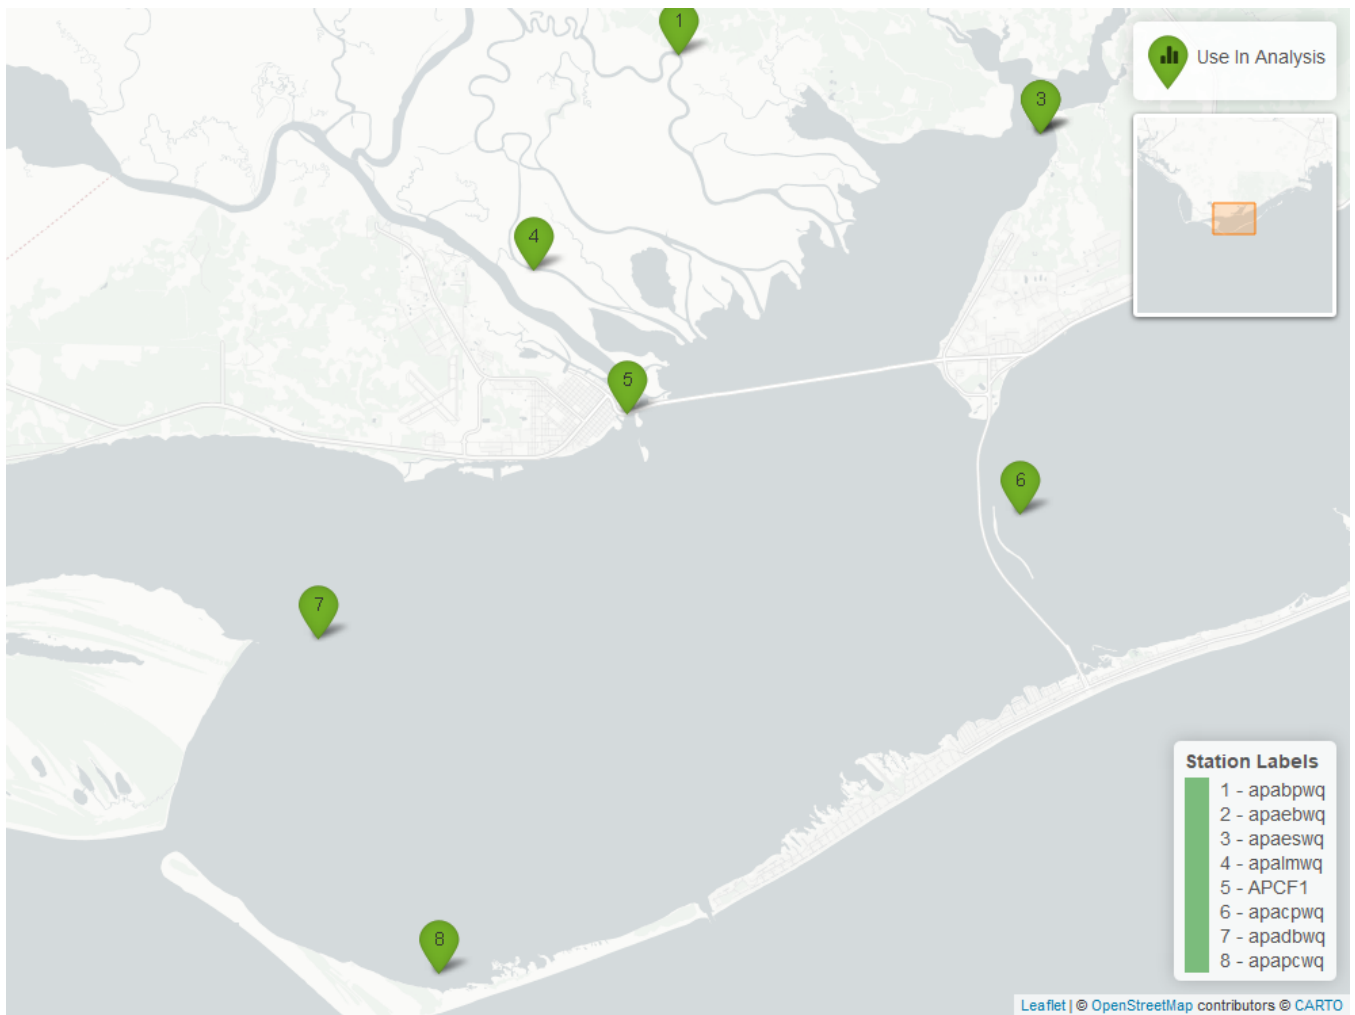 1
Use In Analysis
3
4
5
6
7
8
Station Labels
1 - apabpwq
2 - apaebwq
3 - apaeswq
4 - apalmwq
5 - APCF1
6 - apacpwq
7 - apadbwq
8 - apapcwq
Leaflet | © OpenStreetMap contributors © CARTO